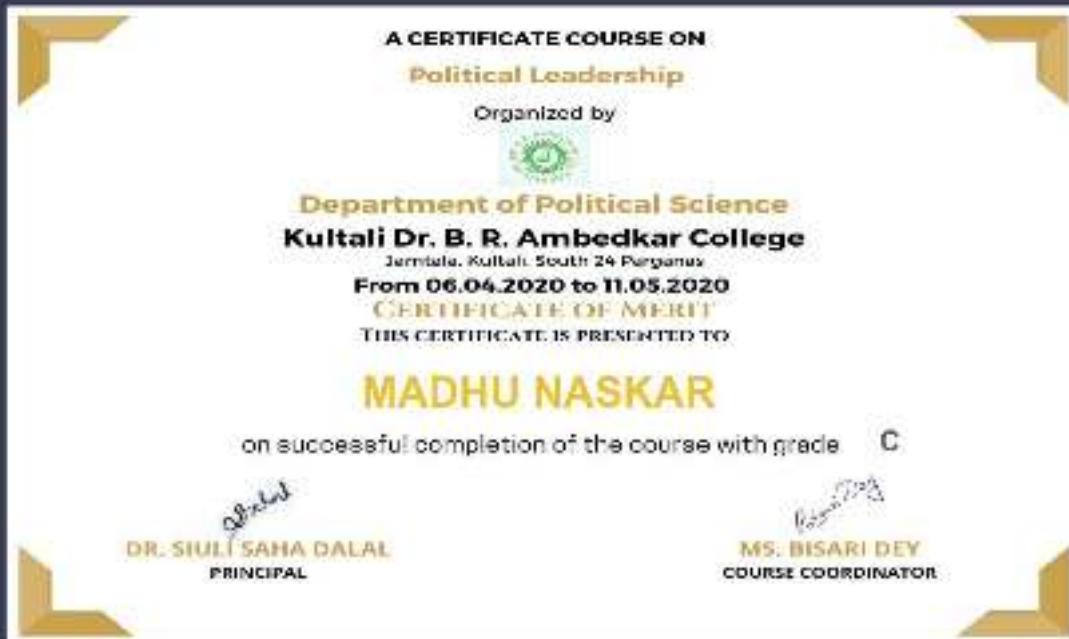 A CERTIFICATE COURSE ON
Political Leadership
Organized by
Department of Political Science
Kultali Dr. B. R. Ambedkar College
Jamtala, Kultali, South 24 Parganas
From 06.04.2020 to 11.05.2020
CERTIFICATE OF MERIT
THIS CERTIFICATE IS PRESENTED TO
MADHU NASKAR
on successful completion of the course with grade C
DR. SIULI SAHA DALAL
PRINCIPAL
MS. BISARI DEY
COURSE COORDINATOR